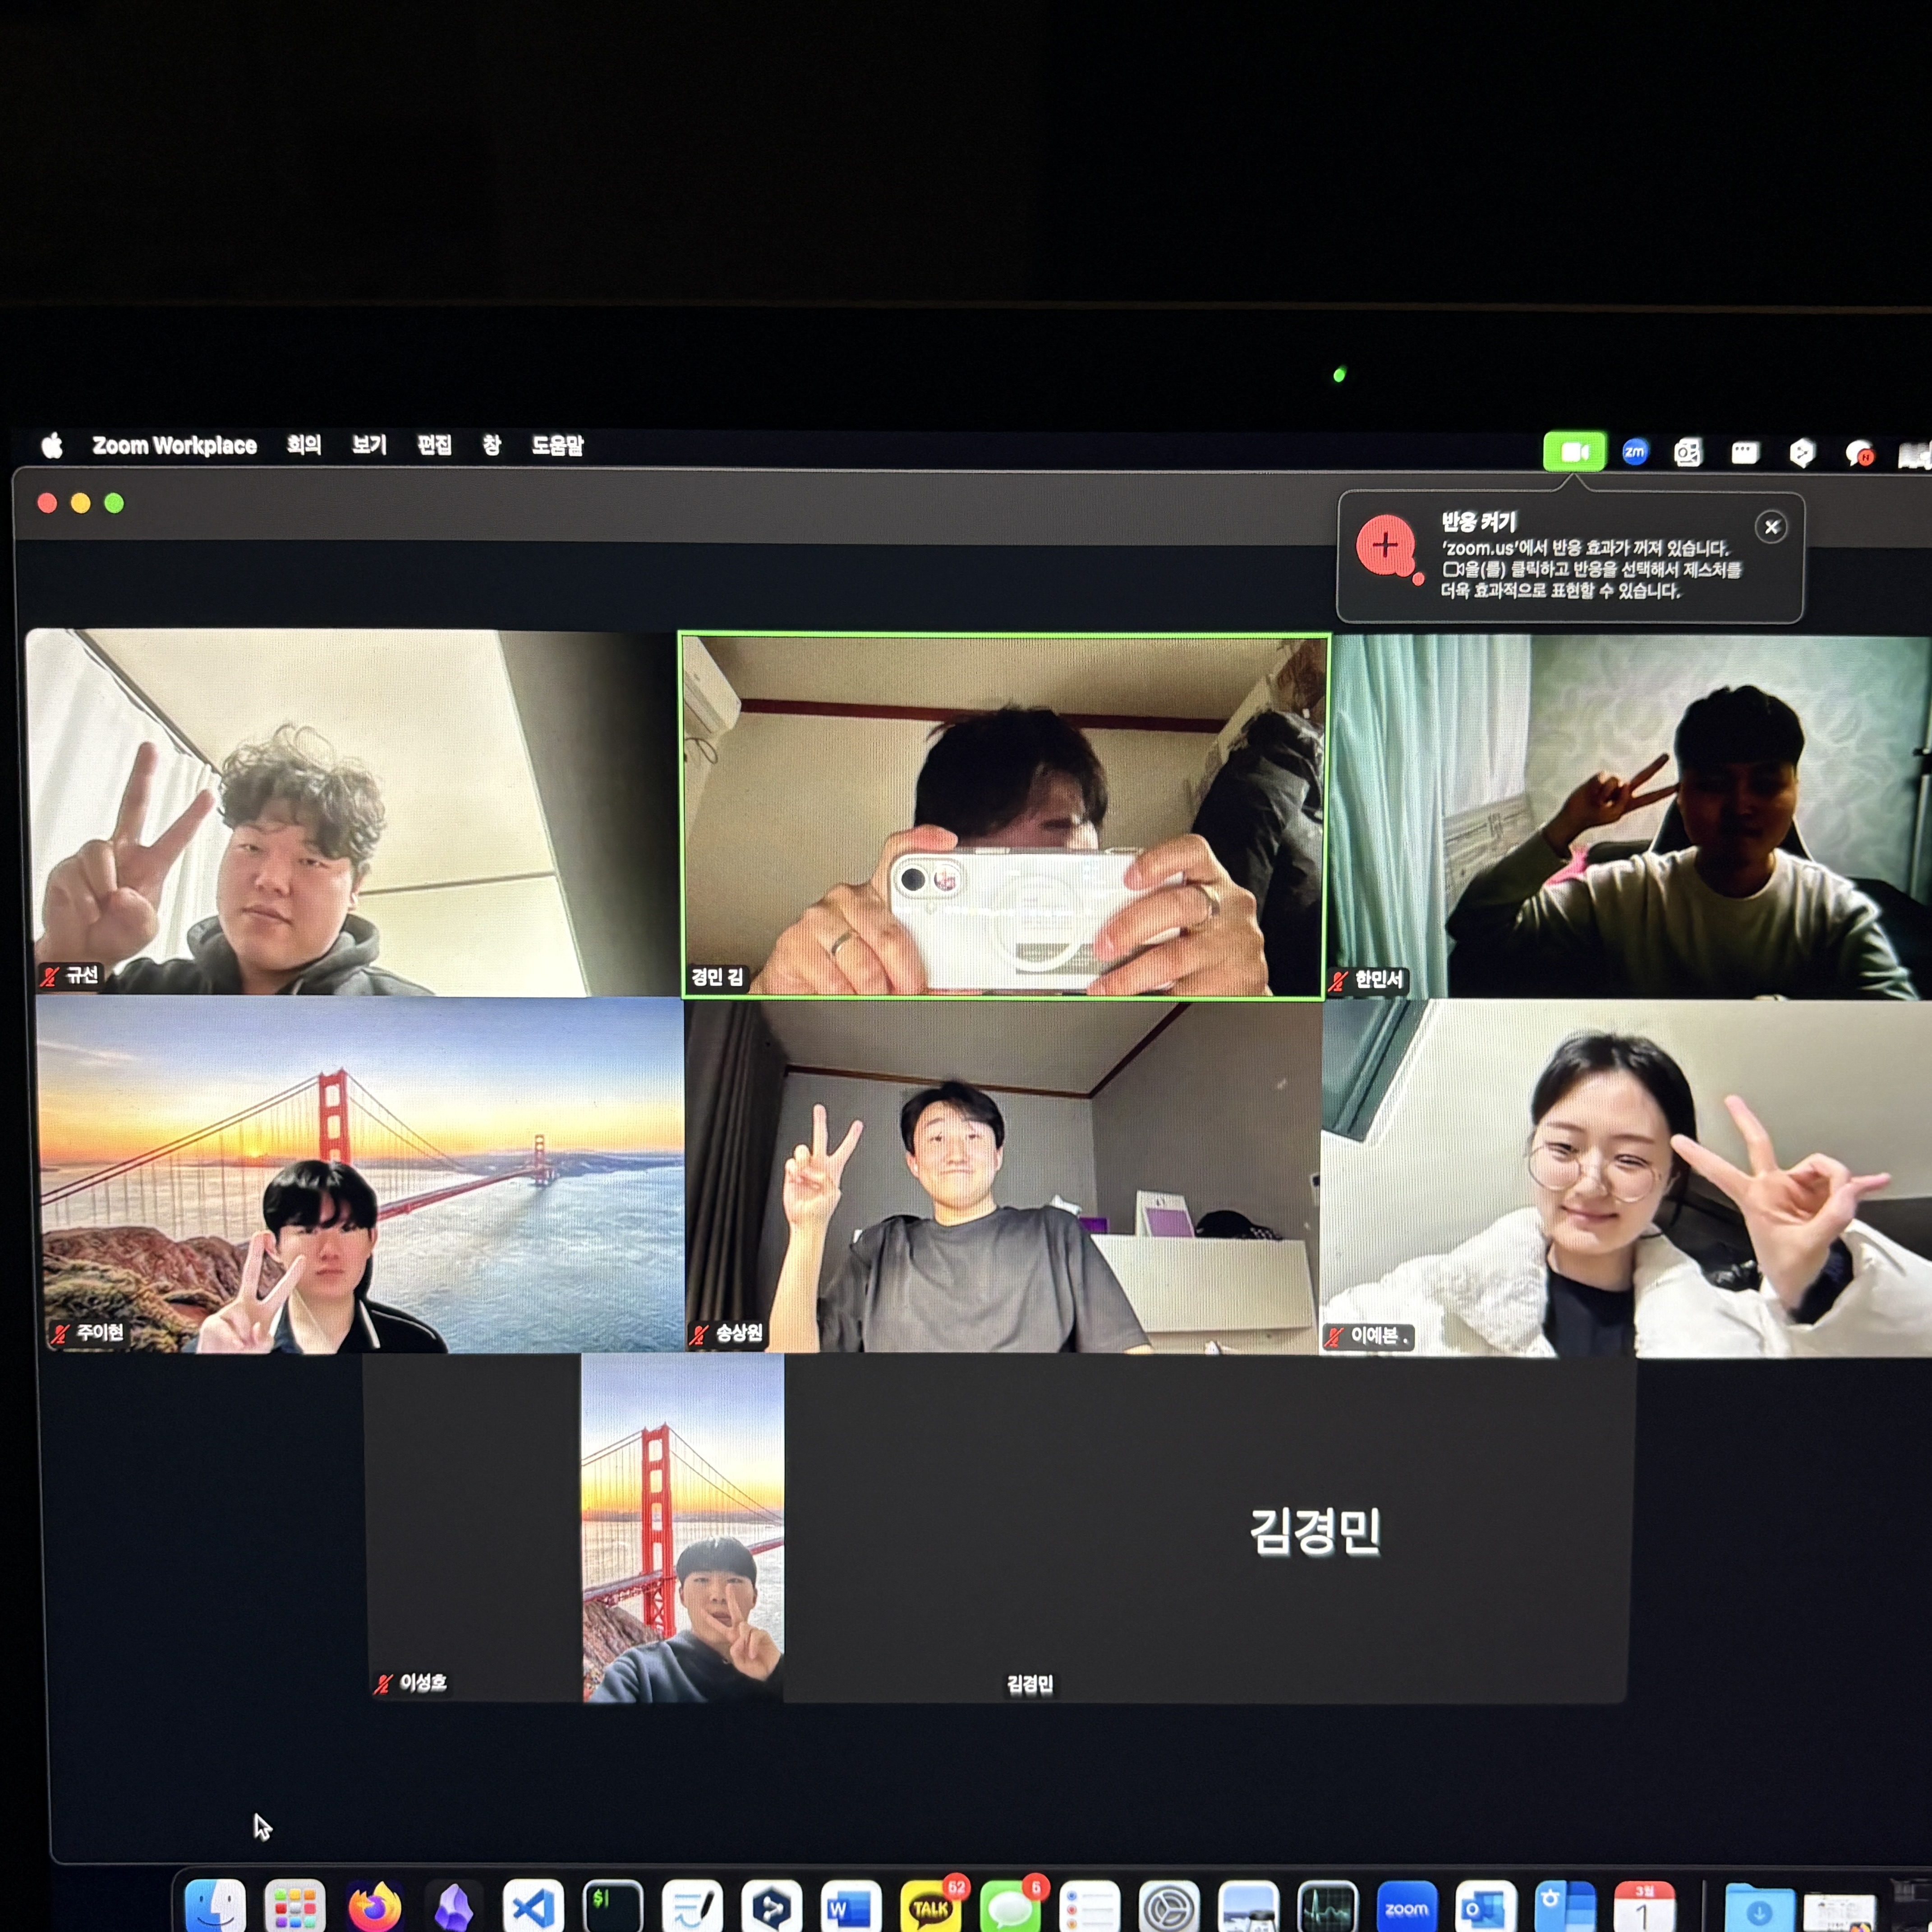 Zoom Workplace 회의 보기 편집 창 도움말
zm
반응 켜기
'zoom.us'에서 반응 효과가 꺼져 있습니다.
을(를) 클릭하고 반응을 선택해서 제스처를
더욱 효과적으로 표현할 수 있습니다.
규선
경민 김
한민서
주이현
송상원
이예본 .
김경민
이성호
김경민
$
W
TALK
52
5
zoom
3월
1